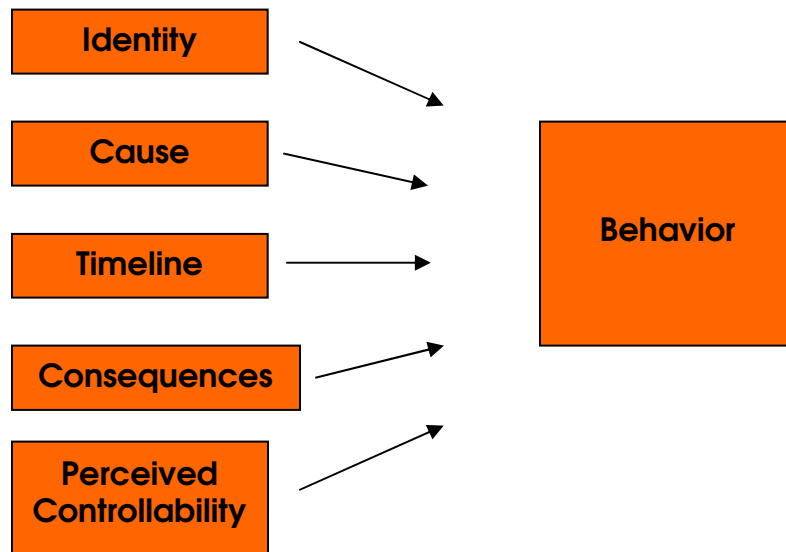 Identity
Cause
Timeline
Consequences
Perceived
Controllability
Behavior